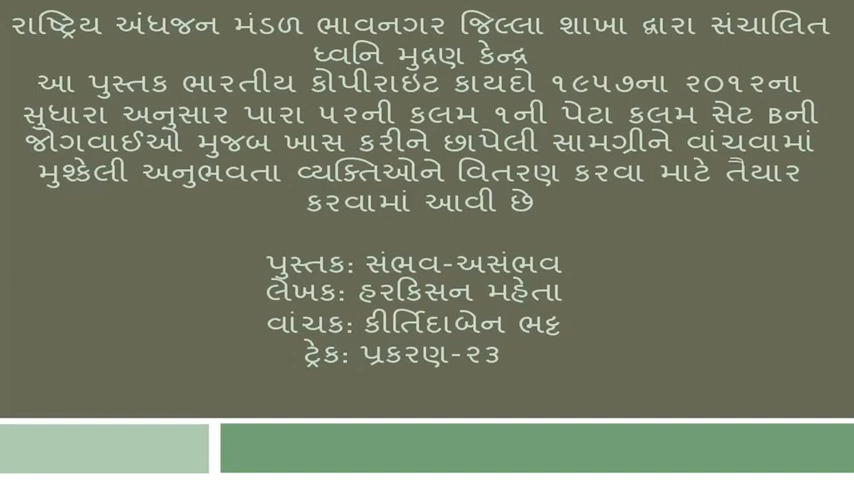 રાષ્ટ્રિય અંધજન મંડળ ભાવનગર જિલ્લા શાખા દ્વારા સંચાલિત
ધ્વનિ મુદ્રણ કેન્દ્ર
આ પુસ્તક ભારતીય કોપીરાઇટ કાયદો ૧૯૫૭ના ૨૦૧૨ના
સુધારા અનુસાર પારા ૫૨ની કલમ ૧ની પેટા કલમ સેટ Bની
જોગવાઈઓ મુજબ ખાસ કરીને છાપેલી સામગ્રીને વાંચવામાં
મુશ્કેલી અનુભવતા વ્યક્તિઓને વિતરણ કરવા માટે તૈયાર
કરવામાં આવી છે
પુસ્તક: સંભવ-અસંભવ
લેખક: હરકિસન મહેતા
વાંચક: કીર્તિદાબેન ભટ્ટ
ટ્રેક: પ્રકરણ-૨૩